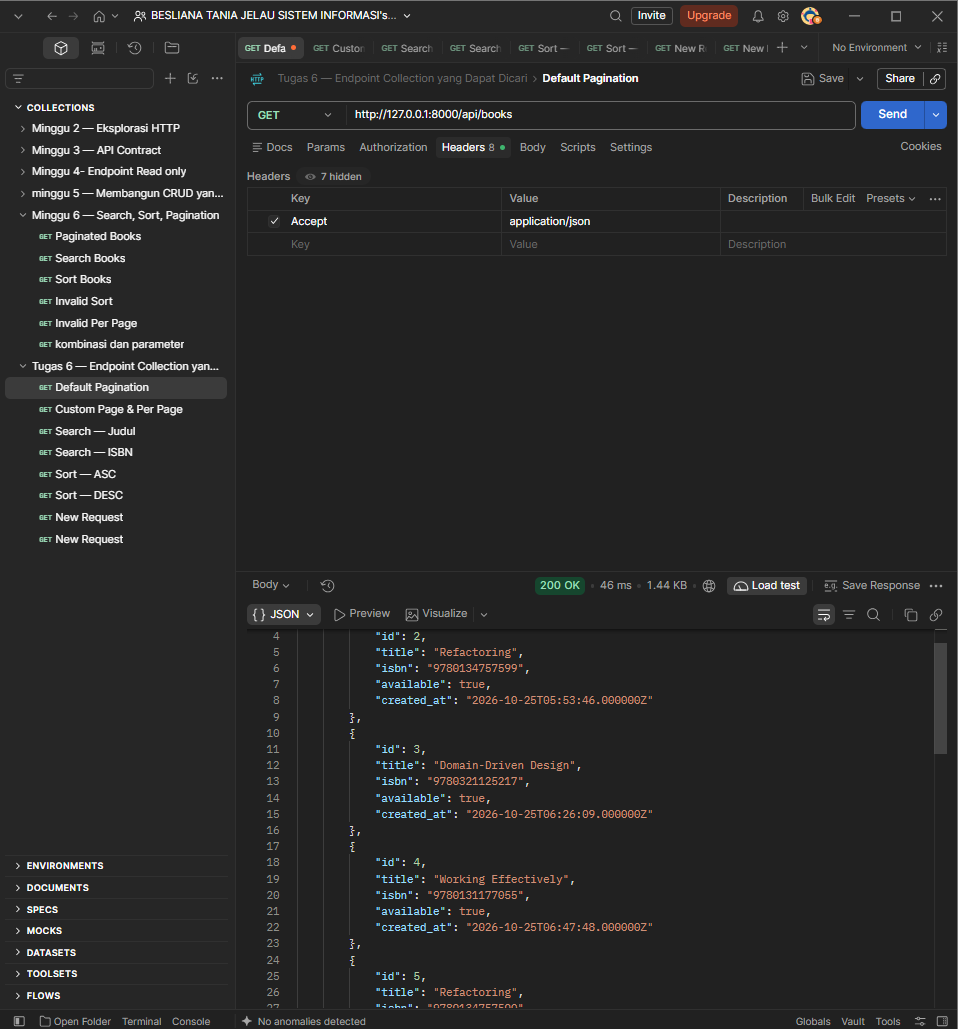 BESLIANA TANIA JELAU SISTEM INFORMASI's...
Invite
Upgrade
GET Defa
GET Custon
GET Search
GET Search
GET Sort —
GET Sort —
GET New R
GET New
No Environment
Tugas 6 — Endpoint Collection yang Dapat Dicari > Default Pagination
Save
Share
COLLECTIONS
Minggu 2 — Eksplorasi HTTP
Minggu 3 — API Contract
Minggu 4- Endpoint Read only
minggu 5 — Membangun CRUD yan...
Minggu 6 — Search, Sort, Pagination
GET Paginated Books
GET Search Books
GET Sort Books
GET Invalid Sort
GET Invalid Per Page
GET kombinasi dan parameter
Tugas 6 — Endpoint Collection yan...
GET Default Pagination
GET Custom Page & Per Page
GET Search — Judul
GET Search — ISBN
GET Sort — ASC
GET Sort — DESC
GET New Request
GET New Request
ENVIRONMENTS
DOCUMENTS
SPECS
MOCKS
DATASETS
TOOLSETS
FLOWS
HTTP
GET
http://127.0.0.1:8000/api/books
Send
Docs
Params
Authorization
Headers 8
Body
Scripts
Settings
Cookies
Headers
7 hidden
Key
Value
Description
Bulk Edit
Presets
Accept
application/json
Key
Value
Description
Body
200 OK
46 ms
1.44 KB
Load test
e.g. Save Response
{ } JSON
Preview
Visualize
4 "id": 2,
5 "title": "Refactoring",
6 "isbn": "9780134757599",
7 "available": true,
8 "created_at": "2026-10-25T05:53:46.000000Z"
9 },
10 {
11 "id": 3,
12 "title": "Domain-Driven Design",
13 "isbn": "9780321125217",
14 "available": true,
15 "created_at": "2026-10-25T06:26:09.000000Z"
16 },
17 {
18 "id": 4,
19 "title": "Working Effectively",
20 "isbn": "9780131177055",
21 "available": true,
22 "created_at": "2026-10-25T06:47:48.000000Z"
23 },
24 {
25 "id": 5,
26 "title": "Refactoring",
27 "isbn":
Open Folder
Terminal
Console
No anomalies detected
Globals
Vault
Tools